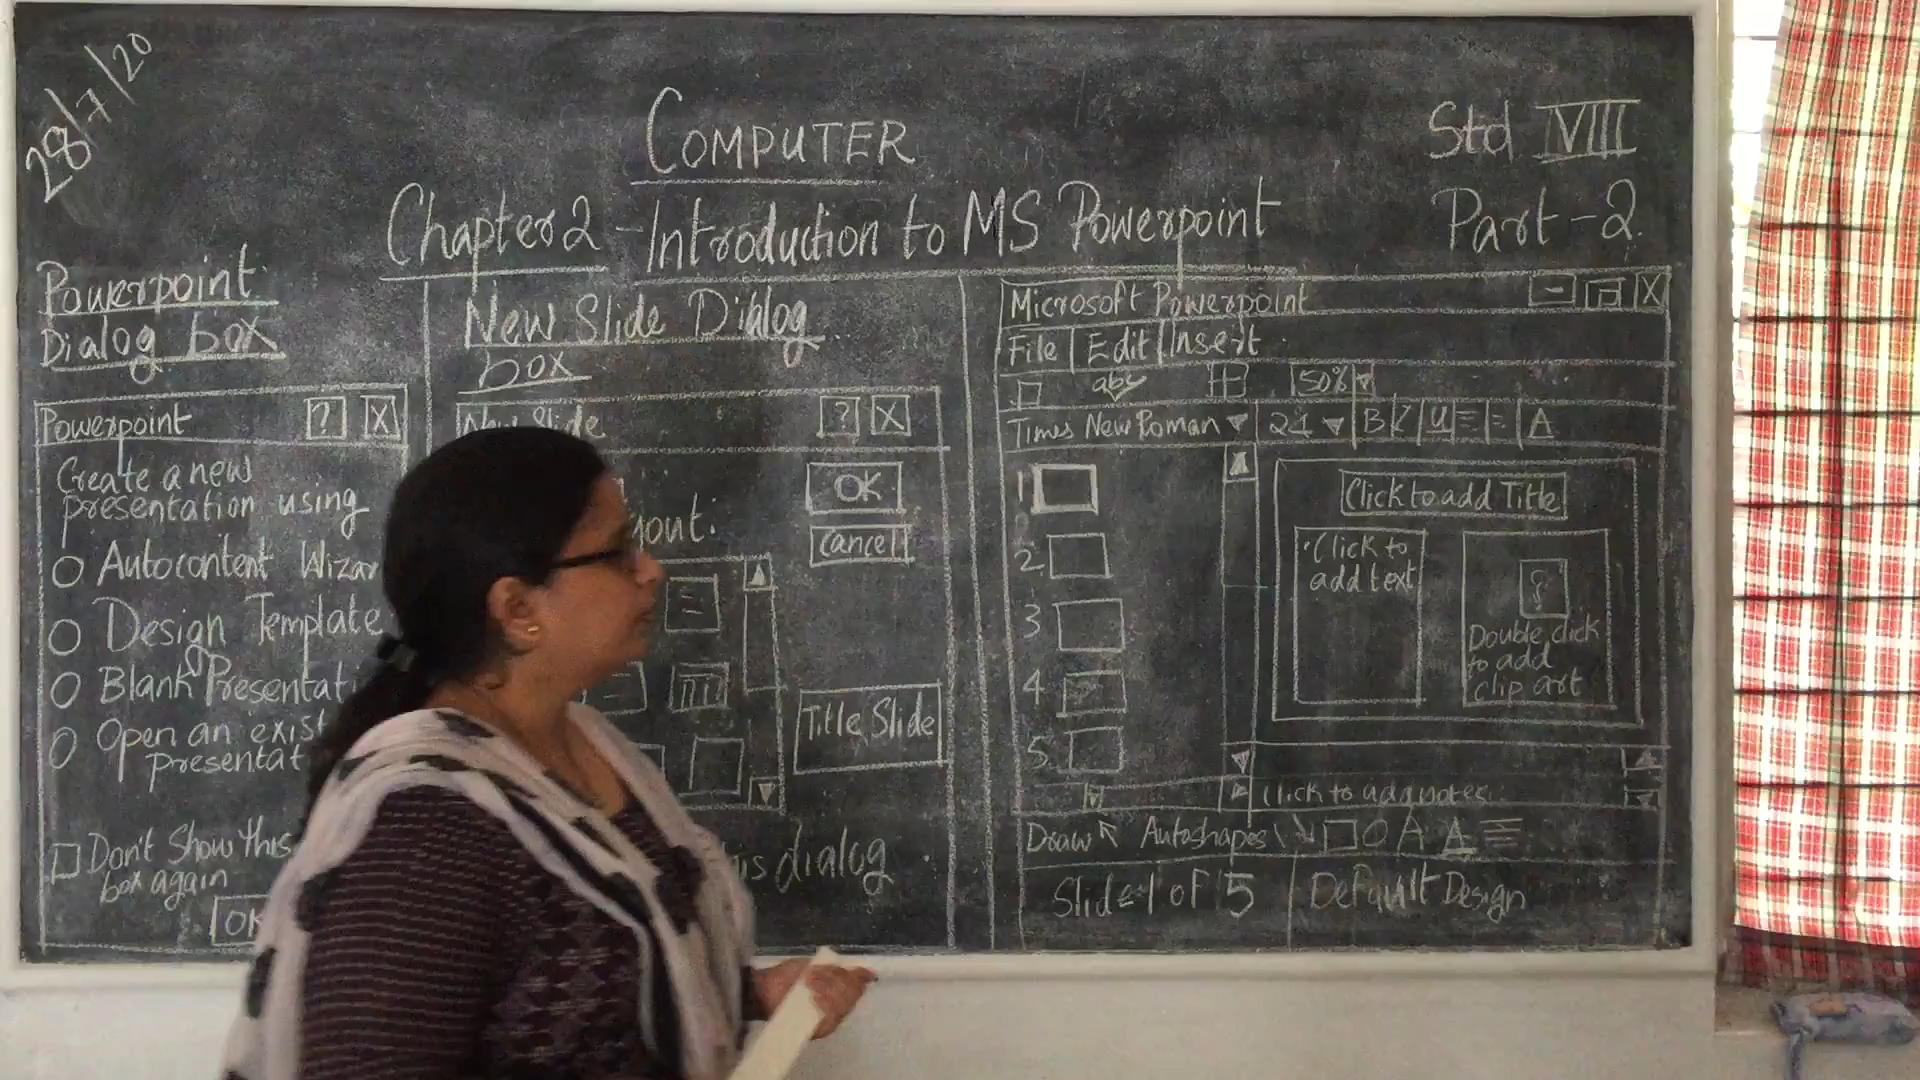 28/7/20
COMPUTER
Std VIII
Chapter 2 - Introduction to MS Powerpoint
Part-2
Powerpoint
Dialog box
Powerpoint ? X
Create a new
presentation using
Autocontent
Design Template
Blank
Open an
Don't Show this
box again
OK
New Slide Dialog
box
New Slide ? X
OK
Cancel
Title Slide
dialog
Microsoft Powerpoint - X
File | Edit | Insert
abc 50%
Times New Roman 24 B I U A
1
2
3
4
5
Click to add Title
Click to
add text
Double click
to add
clip art
Click to add notes
Draw Autoshapes \ A A
Slide 1 of 5 Default Design